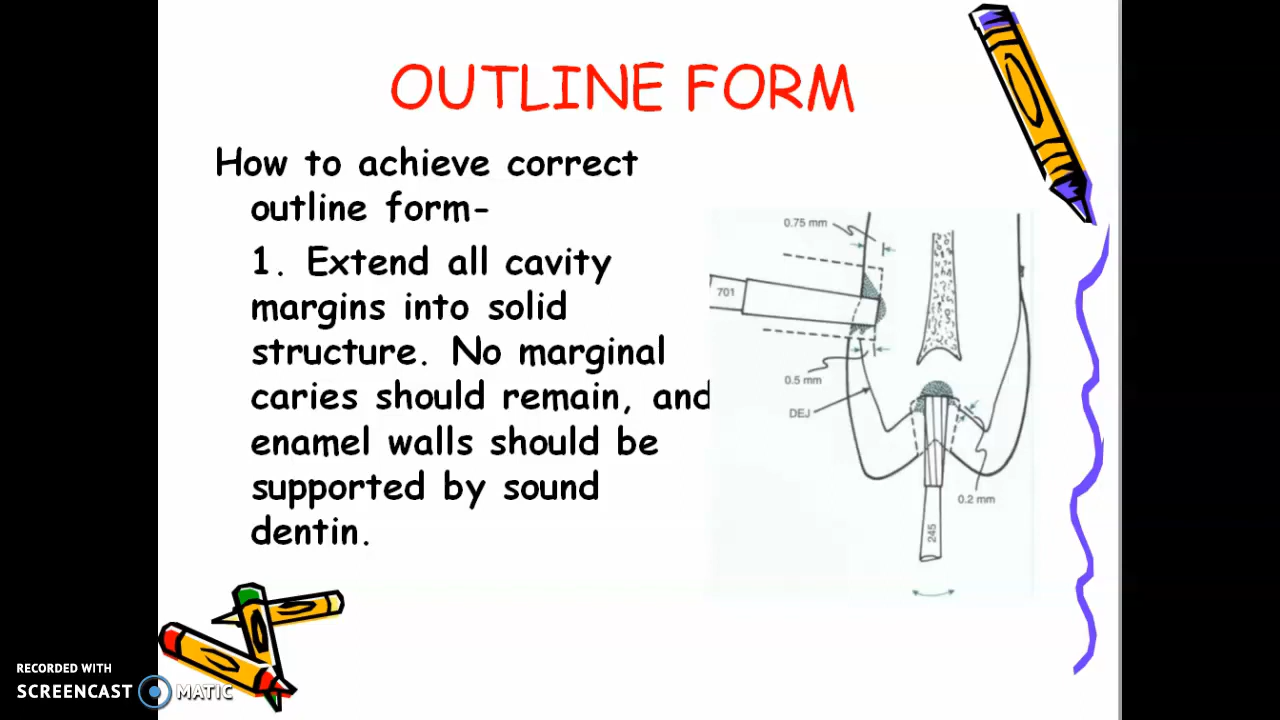 OUTLINE FORM
How to achieve correct
outline form-
1. Extend all cavity
margins into solid
structure. No marginal
caries should remain, and
enamel walls should be
supported by sound
dentin.
0.75 mm
701
0.5 mm
DEJ
0.2 mm
245
RECORDED WITH
SCREENCAST MATIC